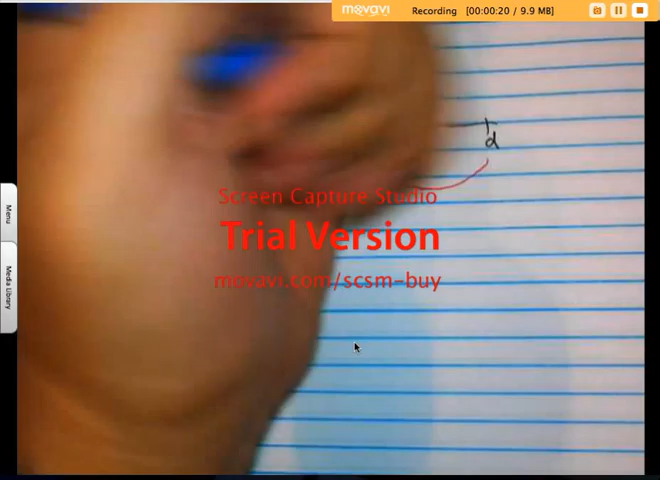 movavi
Recording [00:00:20 / 9.9 MB]
d
Menu
Media Library
Screen Capture Studio
Trial Version
movavi.com/scsm-buy